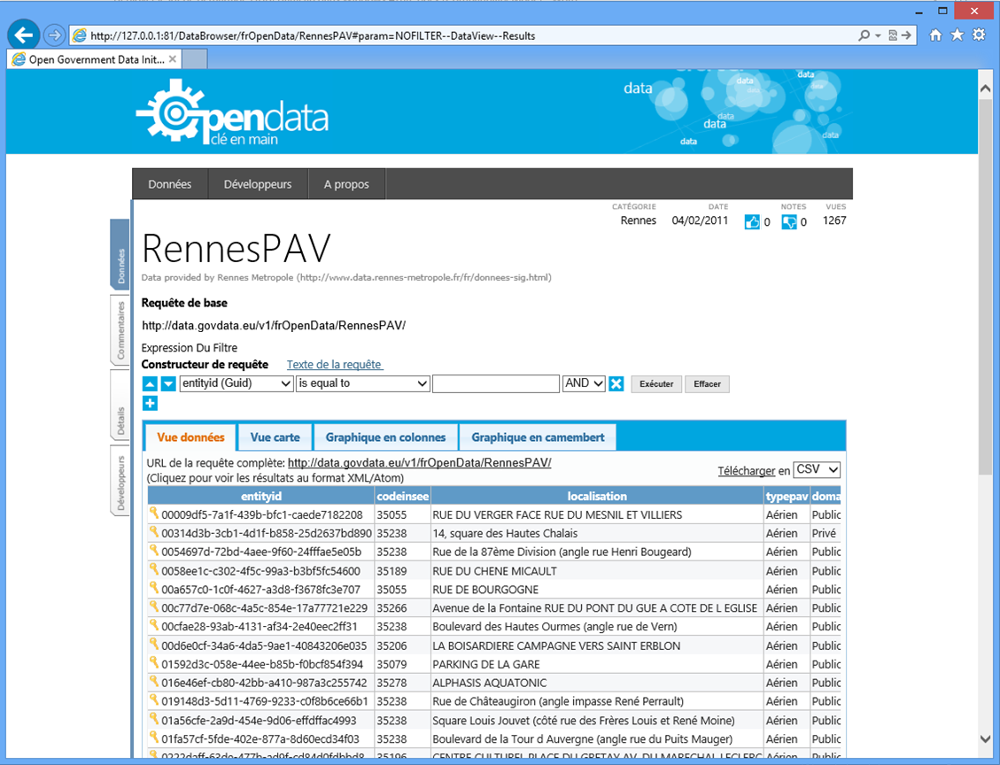 http://127.0.0.1:81/DataBrowser/frOpenData/RennesPAV#param=NOFILTER--DataView--Results
Open Government Data Init...
opendata
clé en main
data
data
data
data
data
data
data
Données
Développeurs
A propos
CATÉGORIE DATE NOTES VUES
Rennes 04/02/2011 0 0 1267
Données
Commentaires
Détails
Développeurs
RennesPAV
Data provided by Rennes Metropole (http://www.data.rennes-metropole.fr/fr/donnees-sig.html)
Requête de base
http://data.govdata.eu/v1/frOpenData/RennesPAV/
Expression Du Filtre
Constructeur de requête Texte de la requête
entityid (Guid) is equal to AND Exécuter Effacer
Vue données Vue carte Graphique en colonnes Graphique en camembert
URL de la requête complète: http://data.govdata.eu/v1/frOpenData/RennesPAV/
(Cliquez pour voir les résultats au format XML/Atom)
Télécharger en CSV
entityid codeinsee localisation typepav doma
00009df5-7a1f-439b-bfc1-caede7182208 35055 RUE DU VERGER FACE RUE DU MESNIL ET VILLIERS Aérien Public
00314d3b-3cb1-4d1f-b858-25d2637bd890 35238 14, square des Hautes Chalais Aérien Privé
0054697d-72bd-4aee-9f60-24fffae5e05b 35238 Rue de la 87ème Division (angle rue Henri Bougeard) Aérien Public
0058ee1c-c302-4f5c-99a3-b3bf5fc54600 35189 RUE DU CHENE MICAULT Aérien Public
00a657c0-1c0f-4627-a3d8-f3678fc3e707 35055 RUE DE BOURGOGNE Aérien Public
00c77d7e-068c-4a5c-854e-17a77721e229 35266 Avenue de la Fontaine RUE DU PONT DU GUE A COTE DE L EGLISE Aérien Public
00cfae28-93ab-4131-af34-2e40eec2ff31 35238 Boulevard des Hautes Ourmes (angle rue de Vern) Aérien Public
00d6e0cf-34a6-4da5-9ae1-40843206e035 35206 LA BOISARDIERE CAMPAGNE VERS SAINT ERBLON Aérien Public
01592d3c-058e-44ee-b85b-f0bcf854f394 35079 PARKING DE LA GARE Aérien Public
016e46ef-cb80-42bb-a410-987a3c255742 35278 ALPHASIS AQUATONIC Aérien Public
019148d3-5d11-4769-9233-c0f8b6ce66b1 35238 Rue de Châteaugiron (angle impasse René Perrault) Aérien Public
01a56cfe-2a9d-454e-9d06-effdffac4993 35238 Square Louis Jouvet (côté rue des Frères Louis et René Moine) Aérien Public
01fa57cf-5fde-402e-877a-8d60ecd34f03 35238 Boulevard de la Tour d Auvergne (angle rue du Puits Mauger) Aérien Public
0222daff-63de-477b-ad9f-cd84d0fdbbd8 35196 CENTRE CULTUREL PLACE DU GRETAY AV. DU MARECHAL LECLERC Aérien Public